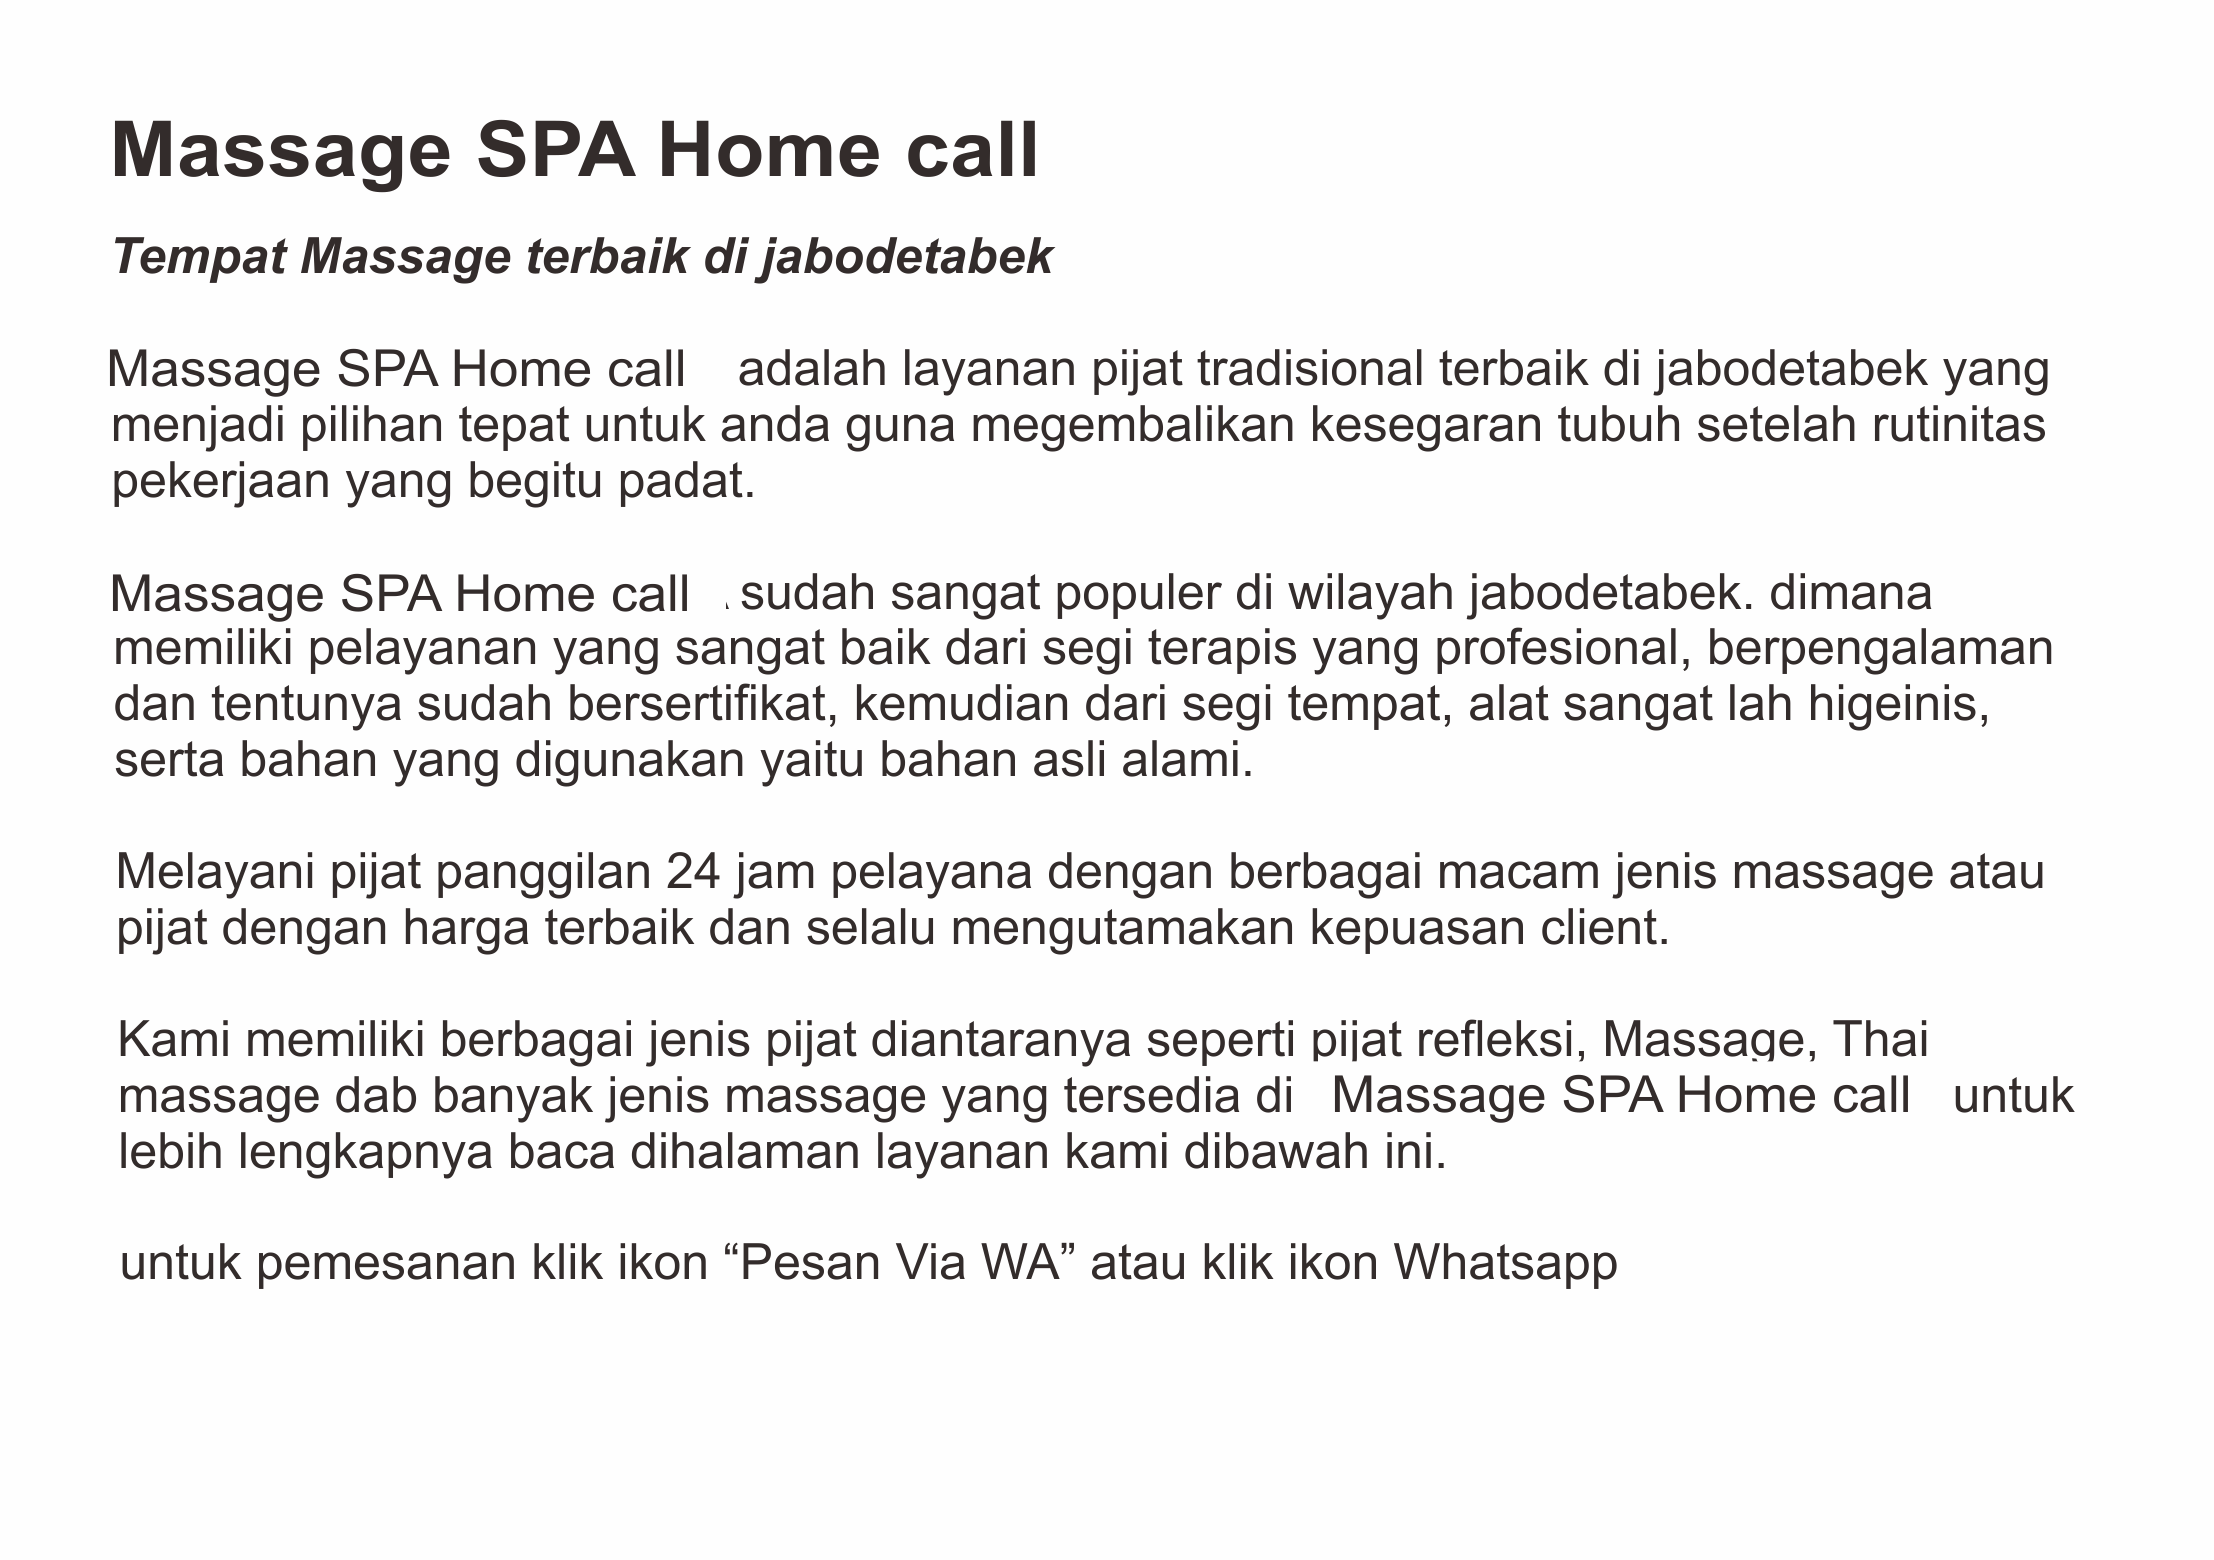 Massage SPA Home call
Tempat Massage terbaik di jabodetabek
Massage SPA Home call adalah layanan pijat tradisional terbaik di jabodetabek yang
menjadi pilihan tepat untuk anda guna megembalikan kesegaran tubuh setelah rutinitas
pekerjaan yang begitu padat.
Massage SPA Home call sudah sangat populer di wilayah jabodetabek. dimana
memiliki pelayanan yang sangat baik dari segi terapis yang profesional, berpengalaman
dan tentunya sudah bersertifikat, kemudian dari segi tempat, alat sangat lah higeinis,
serta bahan yang digunakan yaitu bahan asli alami.
Melayani pijat panggilan 24 jam pelayana dengan berbagai macam jenis massage atau
pijat dengan harga terbaik dan selalu mengutamakan kepuasan client.
Kami memiliki berbagai jenis pijat diantaranya seperti pijat refleksi, Massage, Thai
massage dab banyak jenis massage yang tersedia di Massage SPA Home call untuk
lebih lengkapnya baca dihalaman layanan kami dibawah ini.
untuk pemesanan klik ikon “Pesan Via WA” atau klik ikon Whatsapp